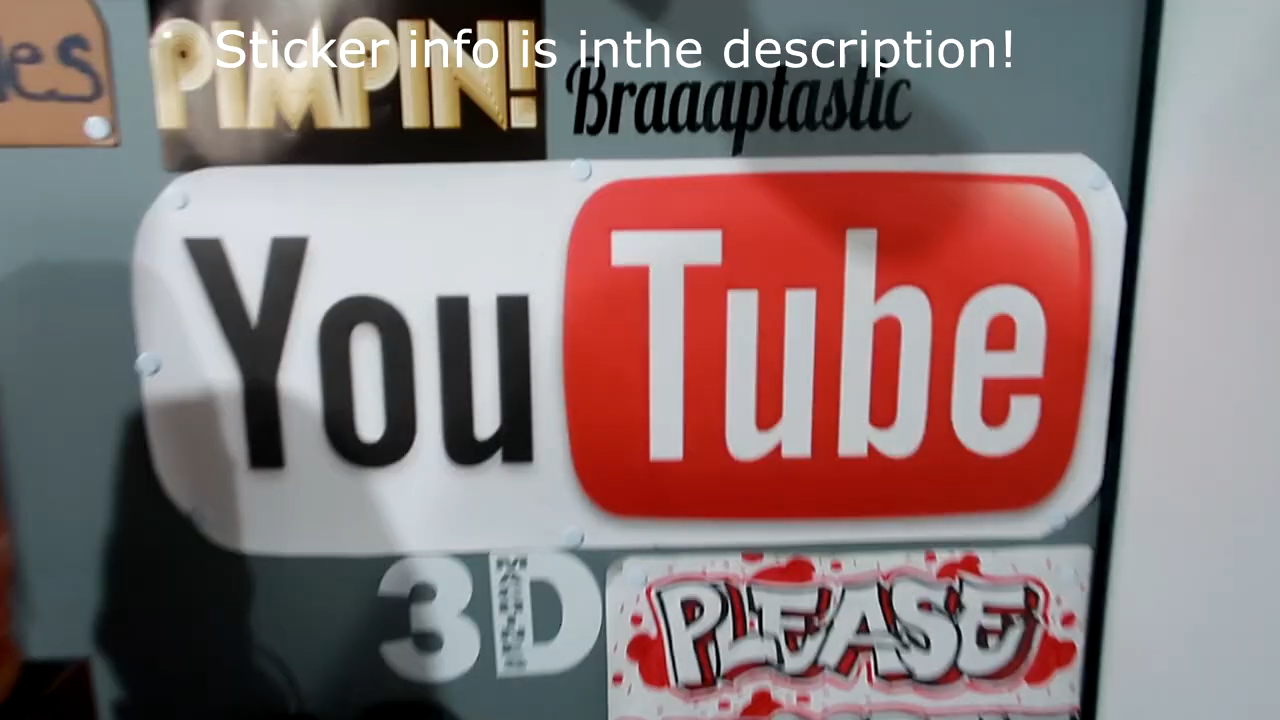 Sticker info is inthe description!
PIMPIN!
Braaaptastic
YouTube
3D
PLEASE